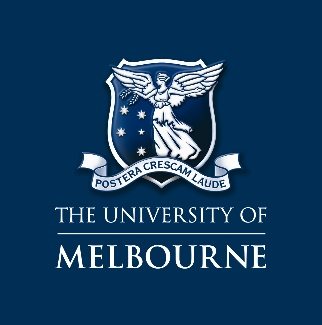 POSTERA CRESCAM LAUDE
THE UNIVERSITY OF
MELBOURNE